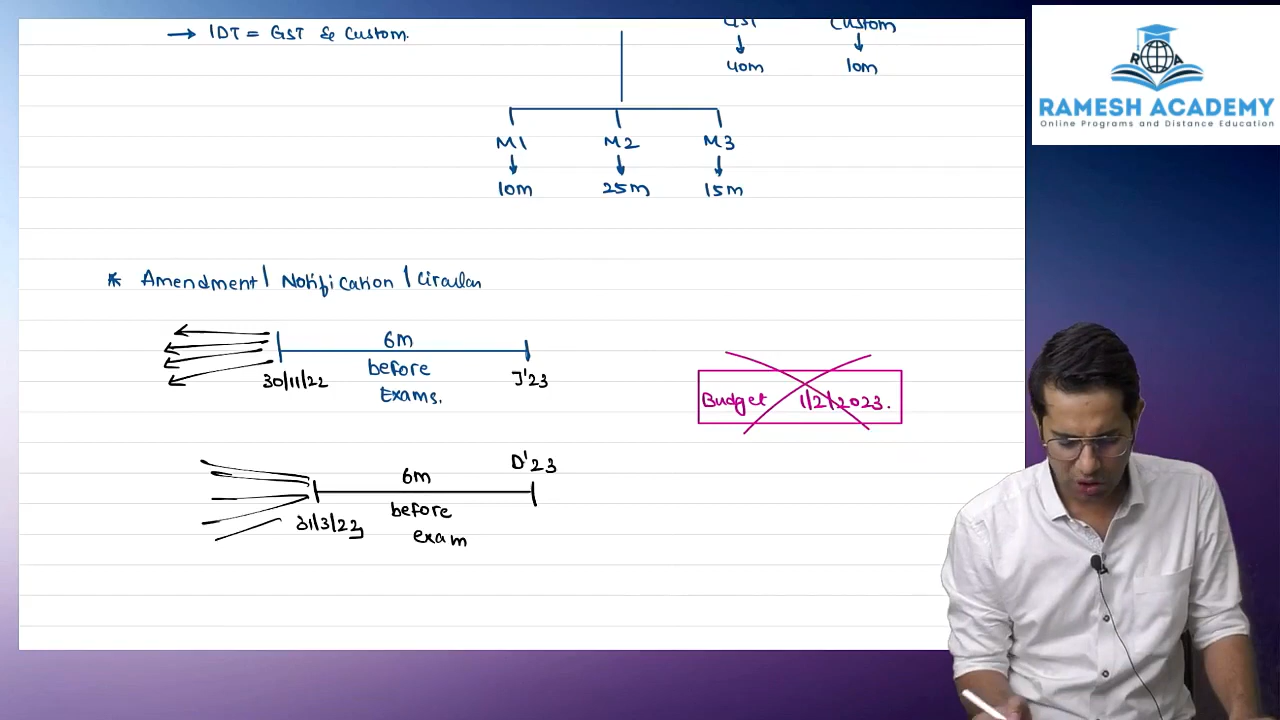 → IDT = GST & Custom.
GST Custom
40m 10m
M1 M2 M3
10m 25m 15m
* Amendment / Notification / Circular
6m
before
Exams.
30/11/22 J'23
Budget 1/2/2023.
D'23
6m
before
exam
31/3/23
RA
RAMESH ACADEMY
Online Programs and Distance Education